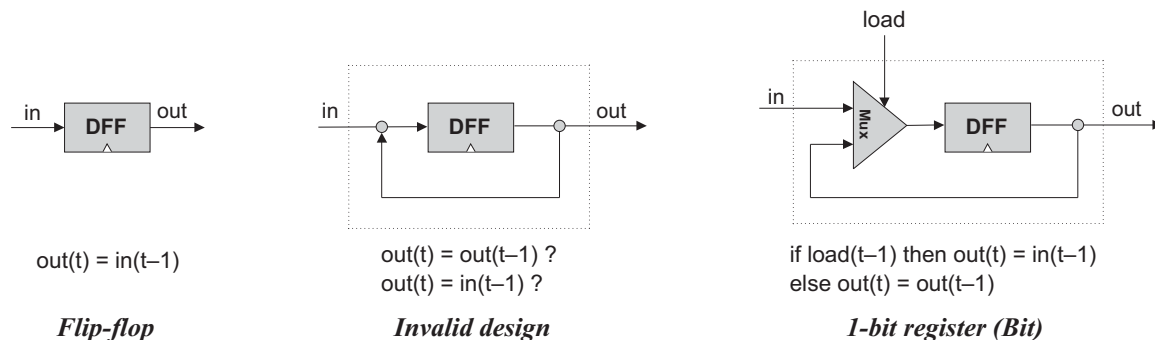 in
DFF
out
out(t) = in(t–1)
Flip-flop
in
DFF
out
out(t) = out(t–1) ?
out(t) = in(t–1) ?
Invalid design
load
in
Mux
DFF
out
if load(t–1) then out(t) = in(t–1)
else out(t) = out(t–1)
1-bit register (Bit)